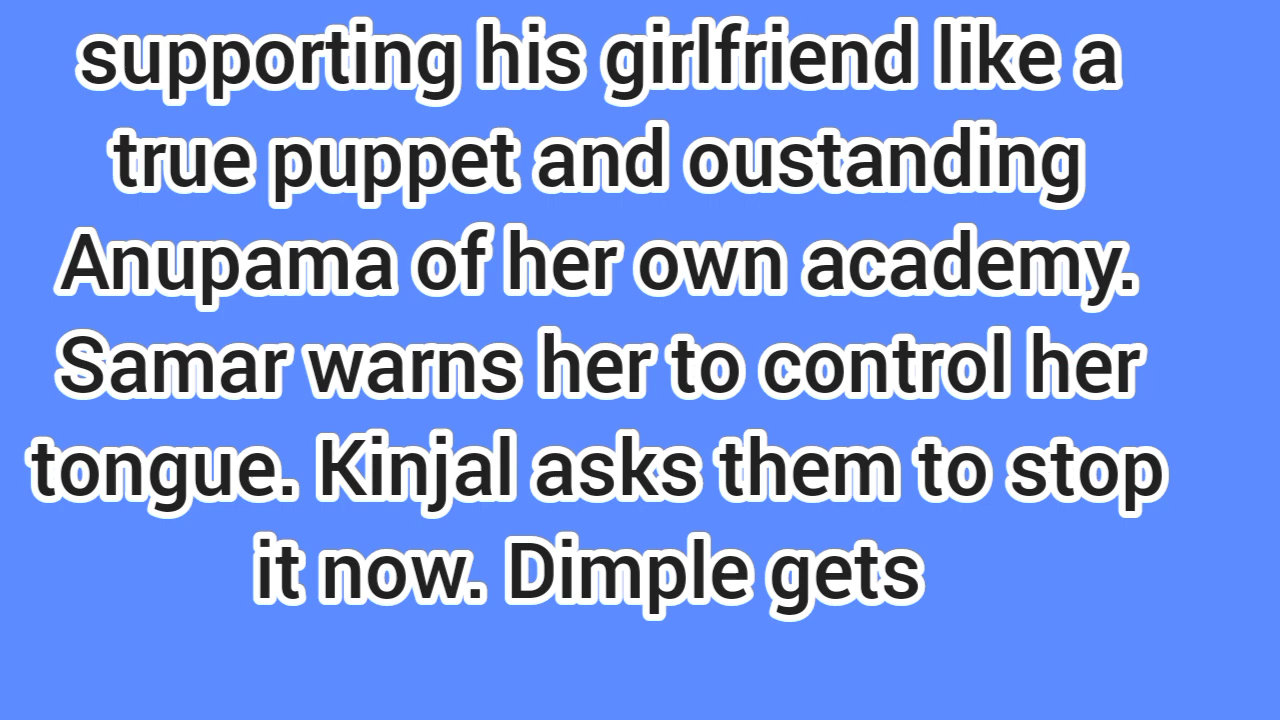 supporting his girlfriend like a
true puppet and oustanding
Anupama of her own academy.
Samar warns her to control her
tongue. Kinjal asks them to stop
it now. Dimple gets